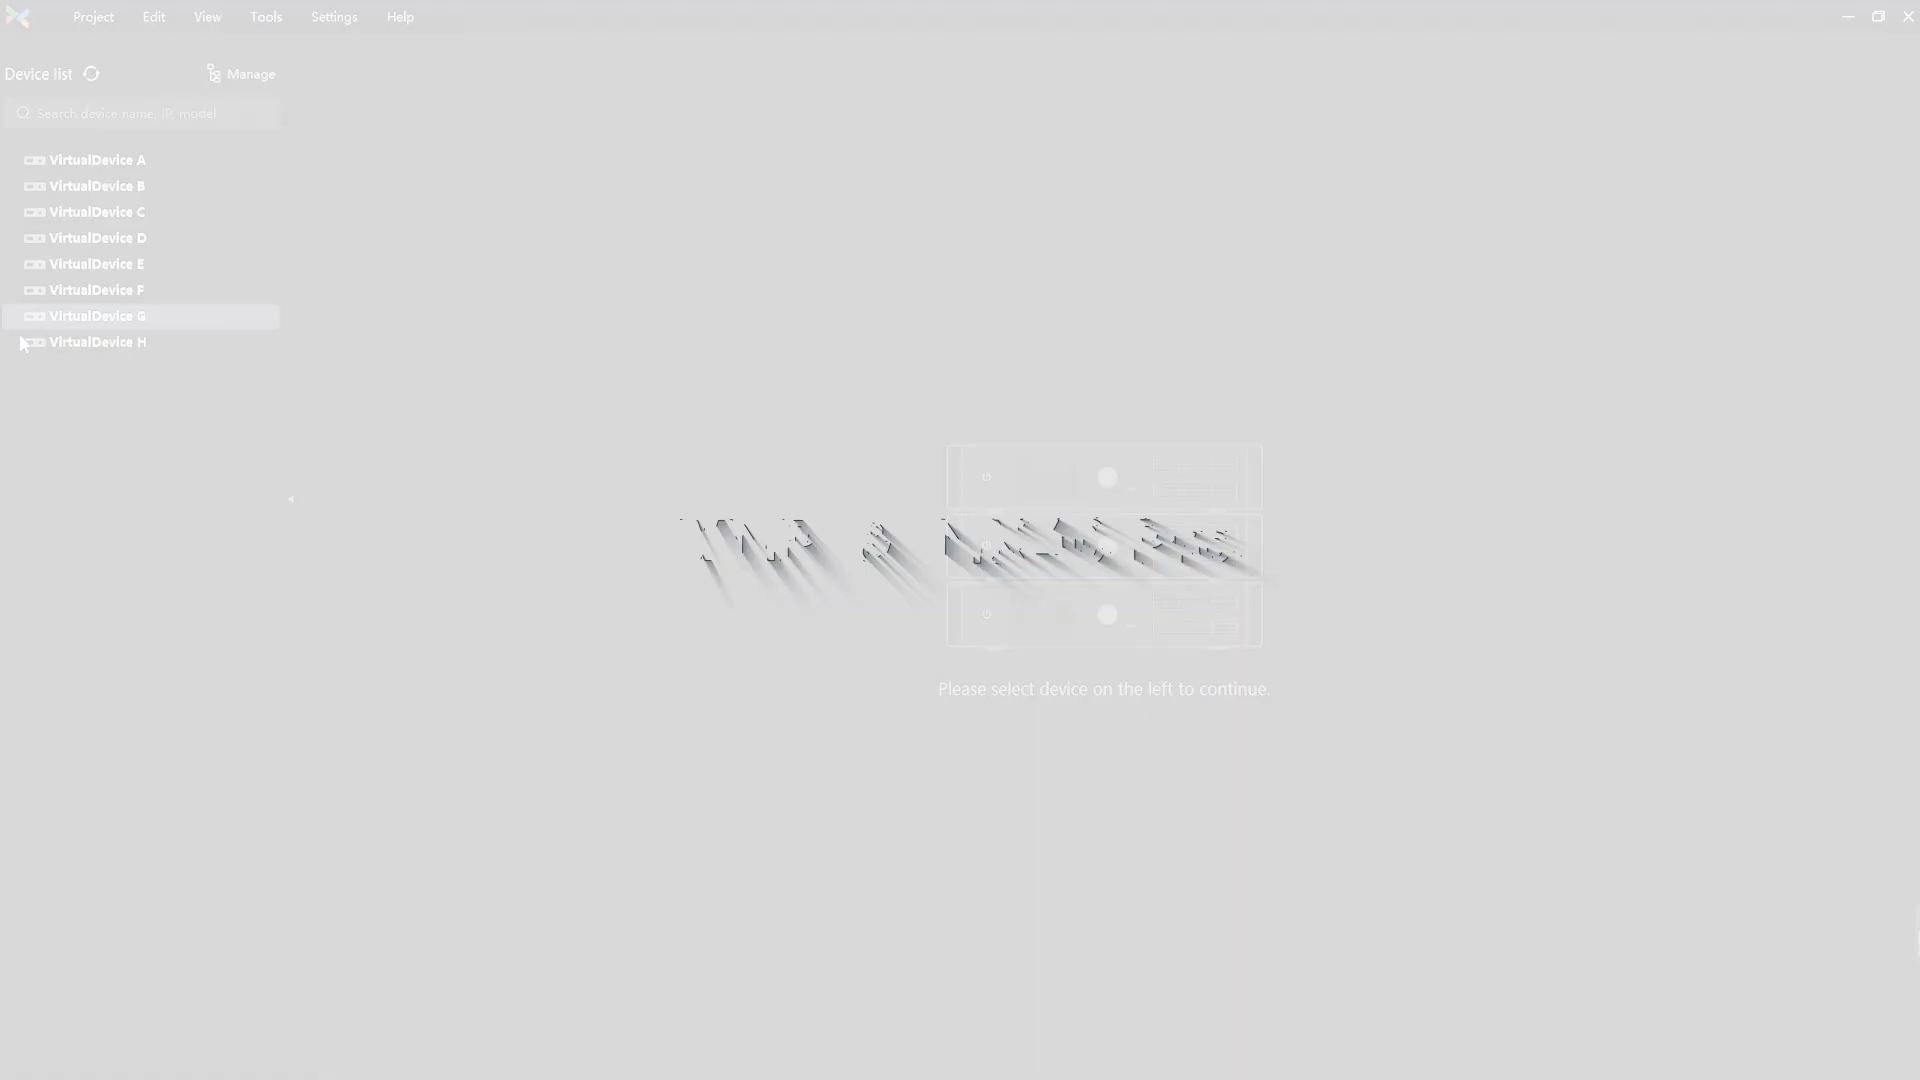 Project Edit View Tools Settings Help
Device list Manage
Search device name, IP, model
VirtualDevice A
VirtualDevice B
VirtualDevice C
VirtualDevice D
VirtualDevice E
VirtualDevice F
VirtualDevice G
VirtualDevice H
Please select device on the left to continue.